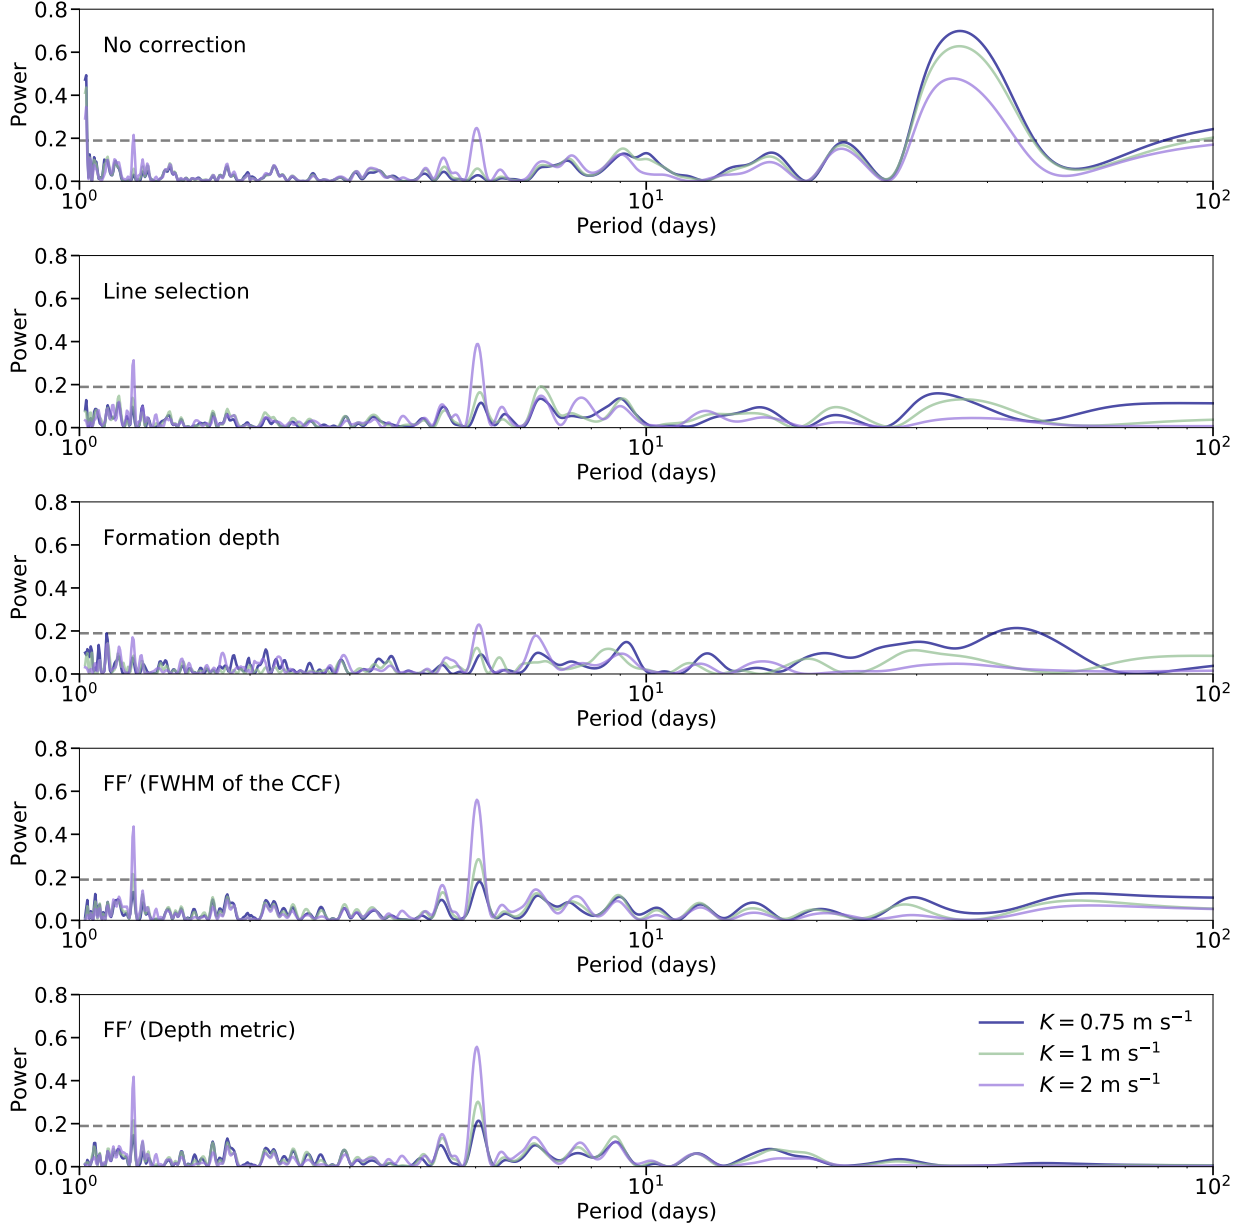 No correction
Power
0.8
0.6
0.4
0.2
0.0
10⁰ 10¹ 10²
Period (days)
Line selection
Power
0.8
0.6
0.4
0.2
0.0
10⁰ 10¹ 10²
Period (days)
Formation depth
Power
0.8
0.6
0.4
0.2
0.0
10⁰ 10¹ 10²
Period (days)
FF′ (FWHM of the CCF)
Power
0.8
0.6
0.4
0.2
0.0
10⁰ 10¹ 10²
Period (days)
FF′ (Depth metric)
K = 0.75 m s⁻¹
K = 1 m s⁻¹
K = 2 m s⁻¹
Power
0.8
0.6
0.4
0.2
0.0
10⁰ 10¹ 10²
Period (days)